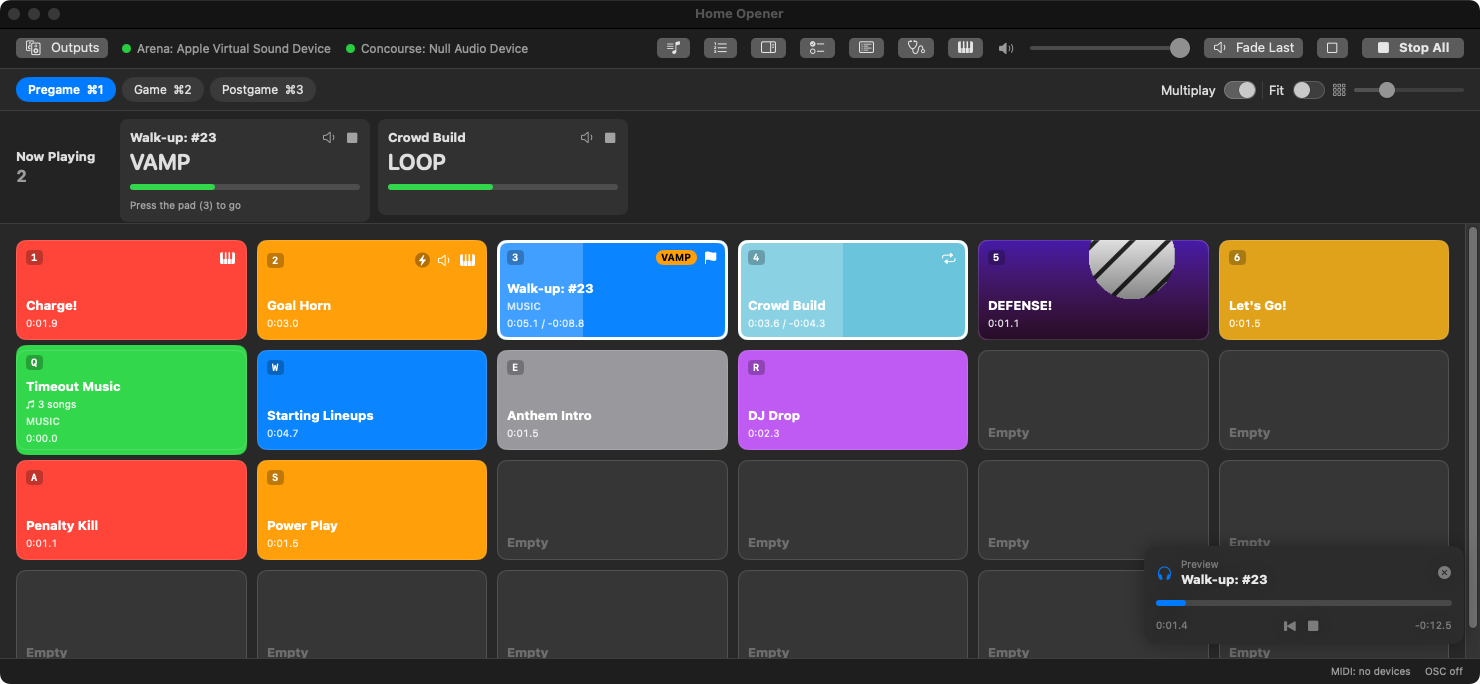 Home Opener
Outputs
Arena: Apple Virtual Sound Device
Concourse: Null Audio Device
Fade Last
Stop All
Pregame ⌘1
Game ⌘2
Postgame ⌘3
Multiplay
Fit
Now Playing
2
Walk-up: #23
VAMP
Press the pad (3) to go
Crowd Build
LOOP
1
Charge!
0:01.9
2
Goal Horn
0:03.0
3
VAMP
Walk-up: #23
MUSIC
0:05.1 / -0:08.8
4
Crowd Build
0:03.6 / -0:04.3
5
DEFENSE!
0:01.1
6
Let's Go!
0:01.5
Q
Timeout Music
3 songs
MUSIC
0:00.0
W
Starting Lineups
0:04.7
E
Anthem Intro
0:01.5
R
DJ Drop
0:02.3
Empty
Empty
A
Penalty Kill
0:01.1
S
Power Play
0:01.5
Empty
Empty
Empty
Empty
Empty
Empty
Empty
Empty
Empty
Empty
Preview
Walk-up: #23
0:01.4
-0:12.5
MIDI: no devices
OSC off